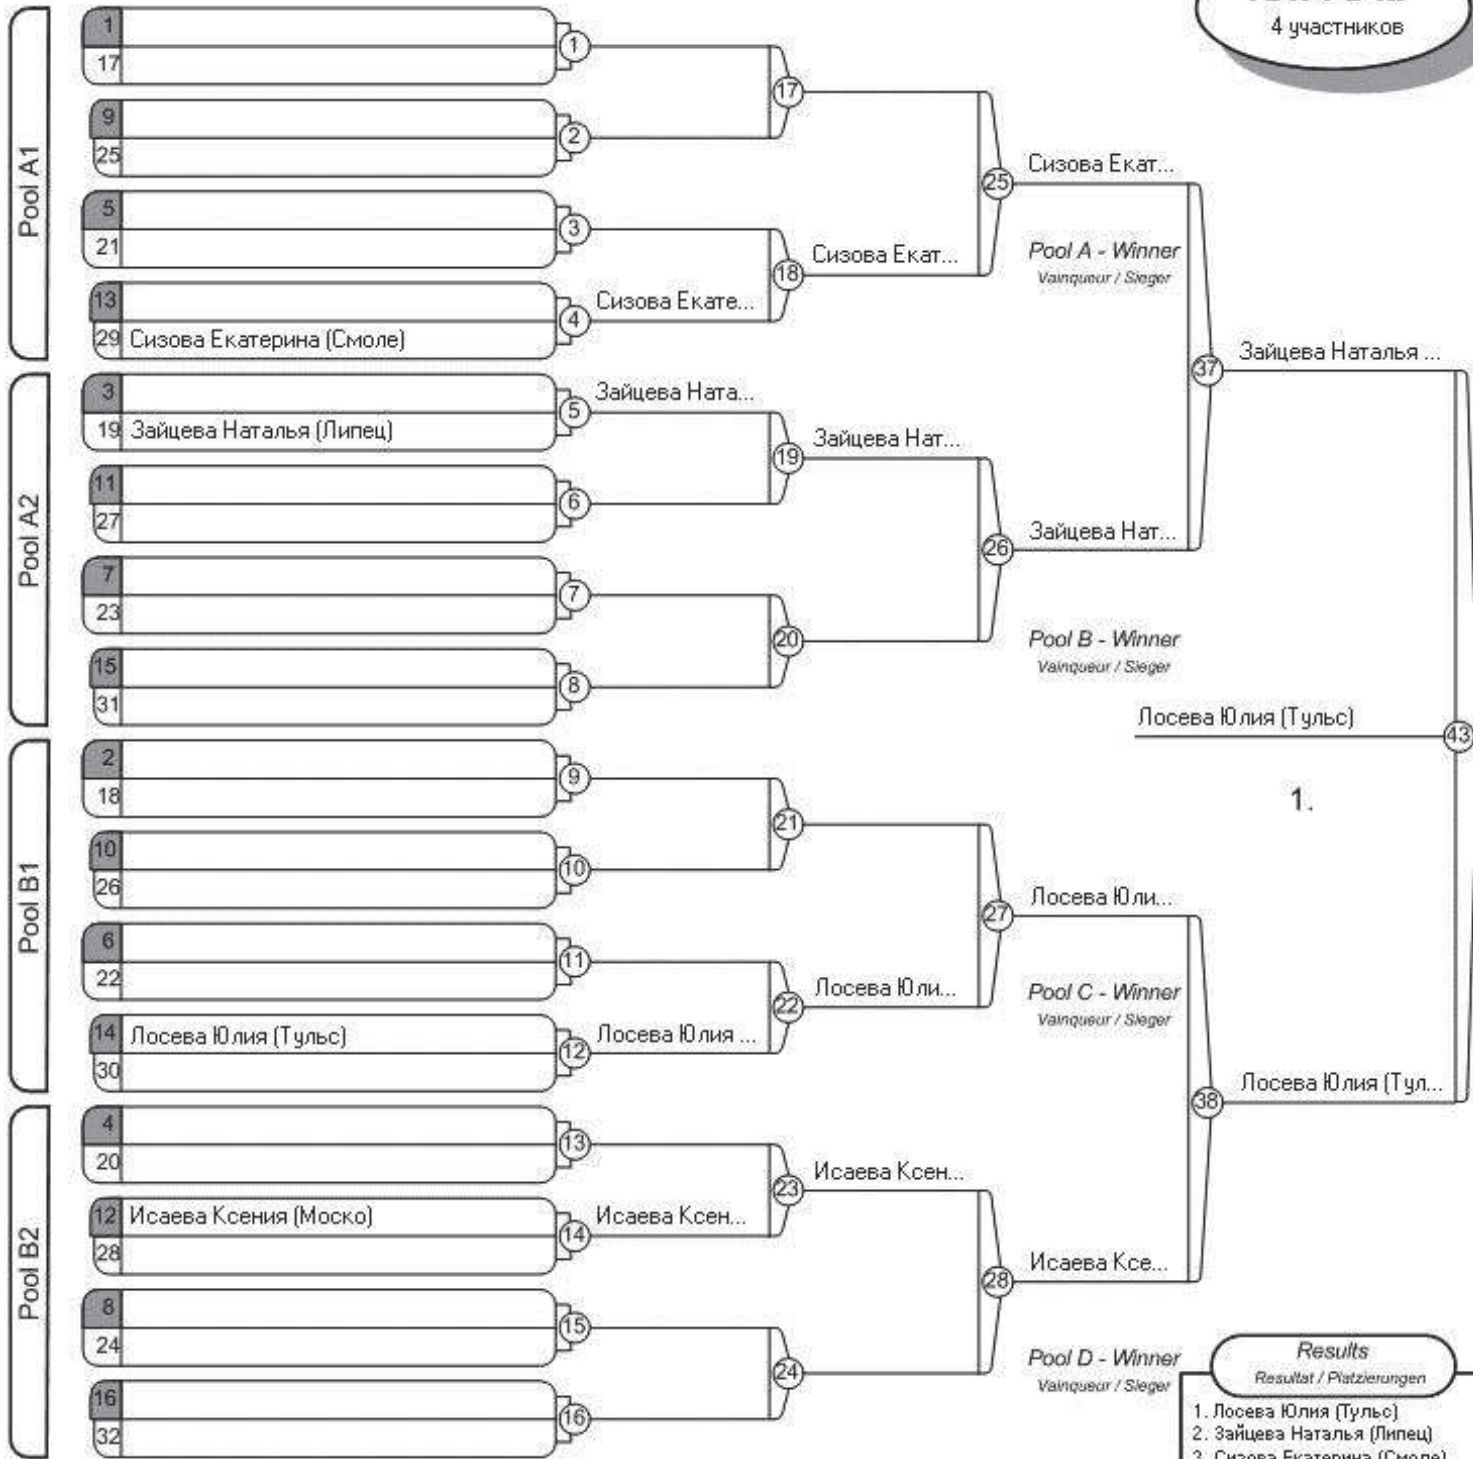 4 участников
Pool A1
1
17
1
9
25
2
17
5
21
3
13
29 Сизова Екатерина (Смоле)
4
Сизова Екате...
18
Сизова Екат...
25
Сизова Екат...
Pool A - Winner
Vainqueur / Sieger
Pool A2
3
19 Зайцева Наталья (Липец)
5
Зайцева Ната...
11
27
6
19
Зайцева Нат...
7
23
7
15
31
8
20
26
Зайцева Нат...
Pool B - Winner
Vainqueur / Sieger
37
Зайцева Наталья ...
Лосева Юлия (Тульс)
43
1.
Pool B1
2
18
9
10
26
10
21
6
22
11
14 Лосева Юлия (Тульс)
30
12
Лосева Юлия ...
22
Лосева Юли...
27
Лосева Юли...
Pool C - Winner
Vainqueur / Sieger
38
Лосева Юлия (Тул...
Pool B2
4
20
13
12 Исаева Ксения (Моско)
28
14
Исаева Ксен...
23
Исаева Ксен...
8
24
15
16
32
16
24
28
Исаева Ксе...
Pool D - Winner
Vainqueur / Sieger
Results
Resultat / Platzierungen
1. Лосева Юлия (Тульс)
2. Зайцева Наталья (Липец)
3. Сизова Екатерина (Смоле)